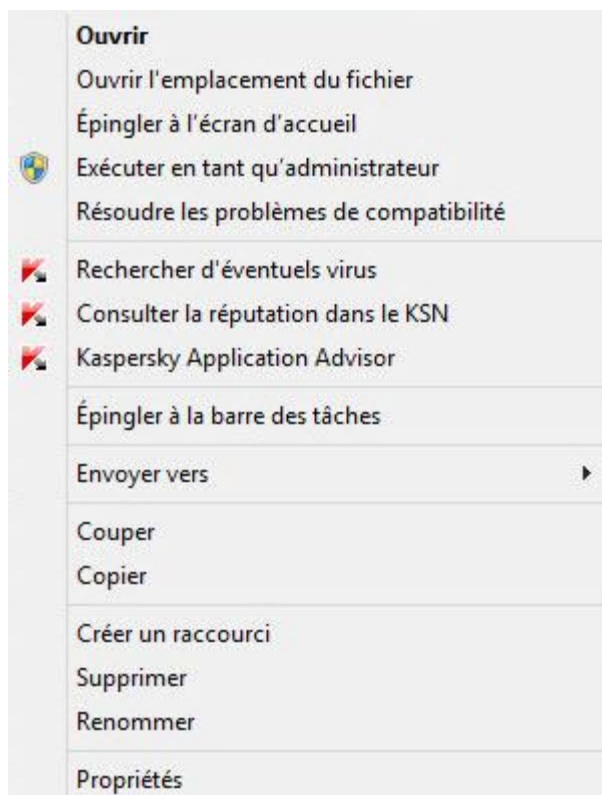 Ouvrir
Ouvrir l'emplacement du fichier
Épingler à l'écran d'accueil
Exécuter en tant qu'administrateur
Résoudre les problèmes de compatibilité
Rechercher d'éventuels virus
Consulter la réputation dans le KSN
Kaspersky Application Advisor
Épingler à la barre des tâches
Envoyer vers
Couper
Copier
Créer un raccourci
Supprimer
Renommer
Propriétés